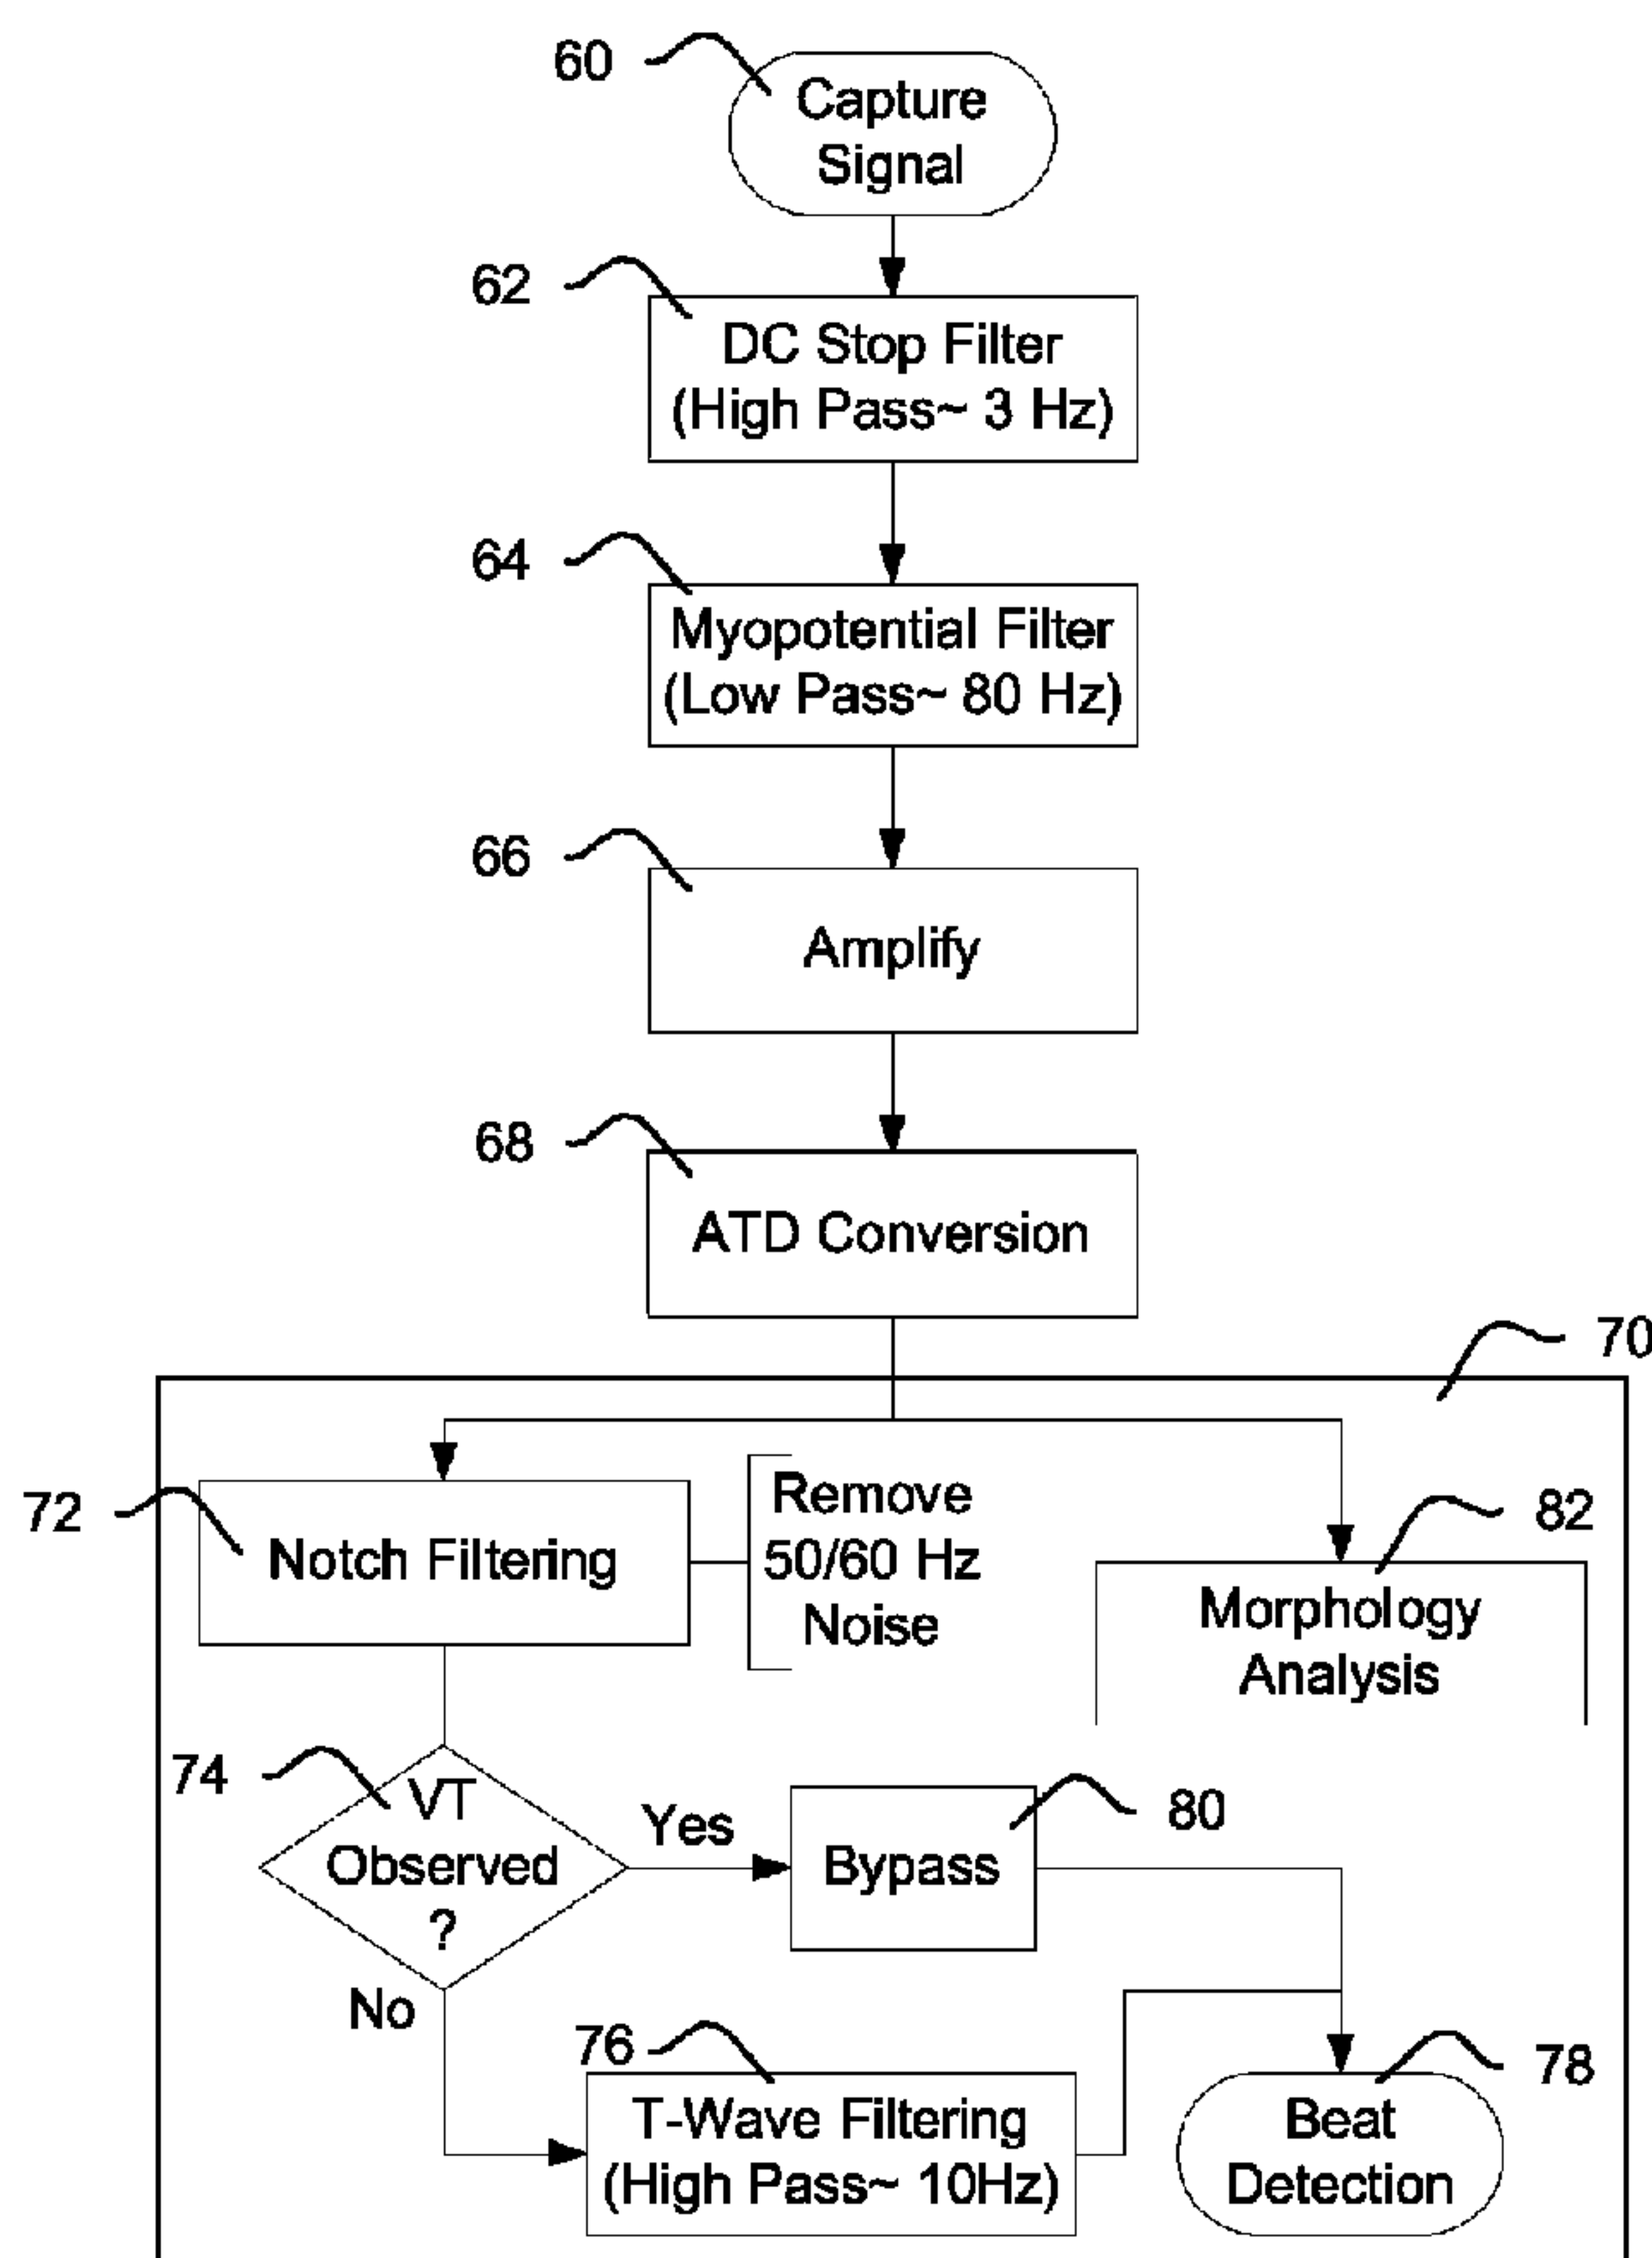 60
Capture
Signal
62
DC Stop Filter
(High Pass~ 3 Hz)
64
Myopotential Filter
(Low Pass~ 80 Hz)
66
Amplify
68
ATD Conversion
70
72
Notch Filtering
Remove
50/60 Hz
Noise
82
Morphology
Analysis
74
VT
Observed
?
Yes
80
Bypass
No
76
T-Wave Filtering
(High Pass~ 10Hz)
78
Beat
Detection